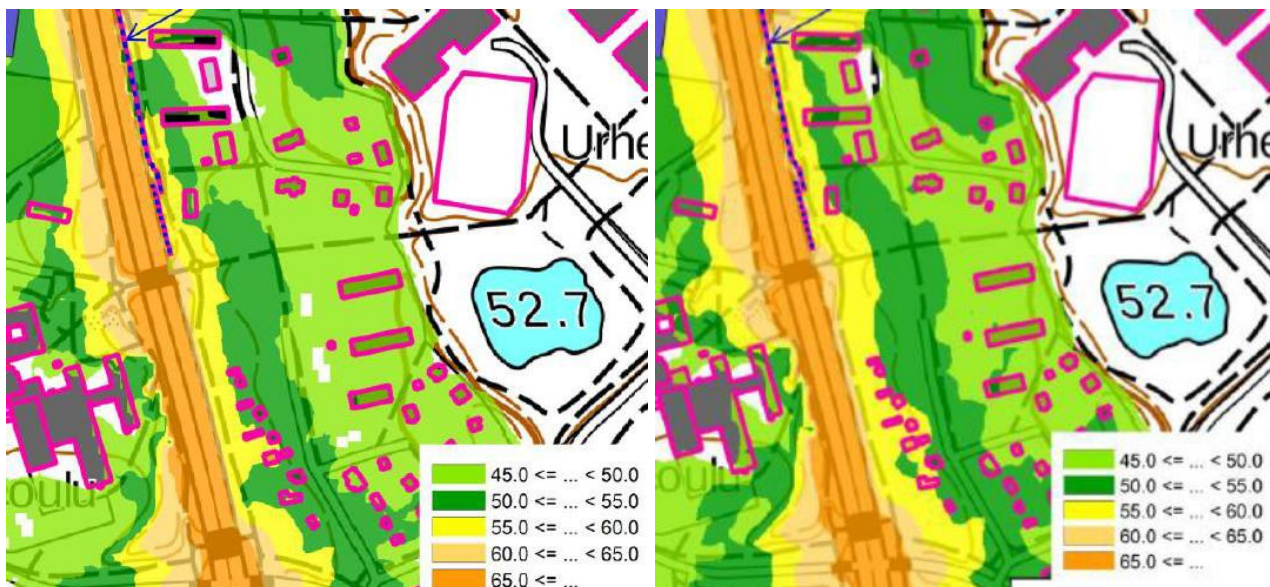 Urhe
52.7
oulu
45.0 <= ... < 50.0
50.0 <= ... < 55.0
55.0 <= ... < 60.0
60.0 <= ... < 65.0
65.0 <= ...
Urhe
52.7
oulu
45.0 <= ... < 50.0
50.0 <= ... < 55.0
55.0 <= ... < 60.0
60.0 <= ... < 65.0
65.0 <= ...